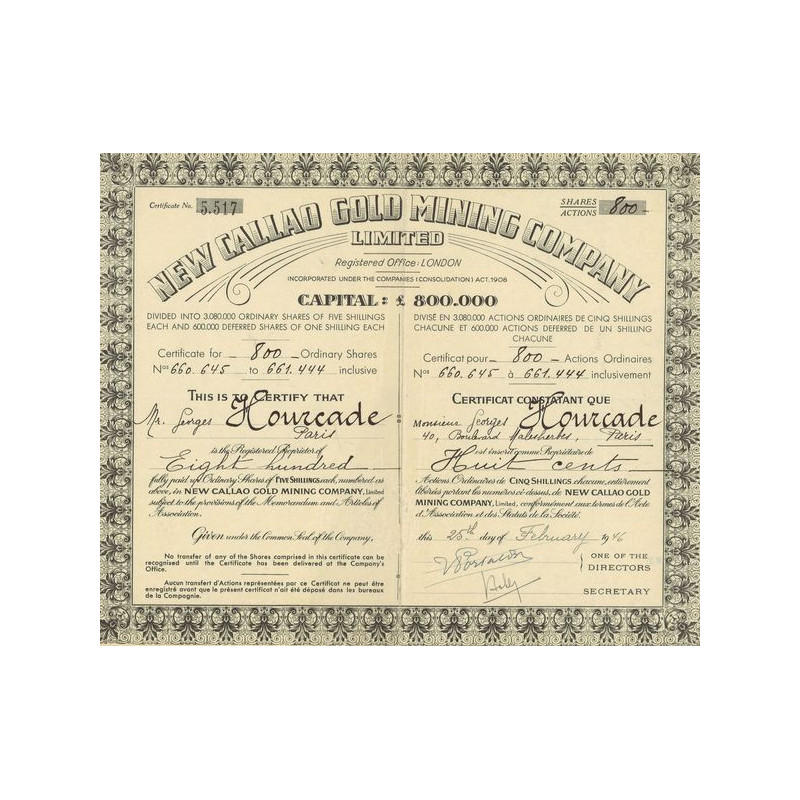 Certificate No. 5.517
SHARES
ACTIONS 800
NEW CALLAO GOLD MINING COMPANY
LIMITED
Registered Office: LONDON
INCORPORATED UNDER THE COMPANIES (CONSOLIDATION) ACT. 1908
CAPITAL: £ 800.000
DIVIDED INTO 3.080.000 ORDINARY SHARES OF FIVE SHILLINGS
EACH AND 600.000 DEFERRED SHARES OF ONE SHILLING EACH
Certificate for 800 Ordinary Shares
Nos 660.645 to 661.444 inclusive
THIS IS TO CERTIFY THAT
Mr. Georges Hourcade
Paris
is the Registered Proprietor of
Eight hundred
fully paid up Ordinary Shares of FIVE SHILLINGS each, numbered as
above, in NEW CALLAO GOLD MINING COMPANY, Limited
subject to the provisions of the Memorandum and Articles of
Association.
Given under the Common Seal of the Company,
No transfer of any of the Shares comprised in this certificate can be
recognised until the Certificate has been delivered at the Company's
Office.
Aucun transfert d'Actions représentées par ce Certificat ne peut être
enregistré avant que le présent certificat n'ait été déposé dans les bureaux
de la Compagnie.
DIVISÉ EN 3.080.000 ACTIONS ORDINAIRES DE CINQ SHILLINGS
CHACUNE ET 600.000 ACTIONS DEFERRED DE UN SHILLING
CHACUNE
Certificat pour 800 Actions Ordinaires
Nos 660.645 à 661.444 inclusivement
CERTIFICAT CONSTATANT QUE
Monsieur Georges Hourcade
40, Boulevard Malesherbes, Paris
est inscrit comme Propriétaire de
Huit cents
Actions Ordinaires de CINQ SHILLINGS chacune, entièrement
libérées portant les numéros ci-dessus, de NEW CALLAO GOLD
MINING COMPANY, Limited, conformément aux termes de l'Acte
d'Association et des Statuts de la Société.
this 25th day of February 1946
ONE OF THE
DIRECTORS
SECRETARY